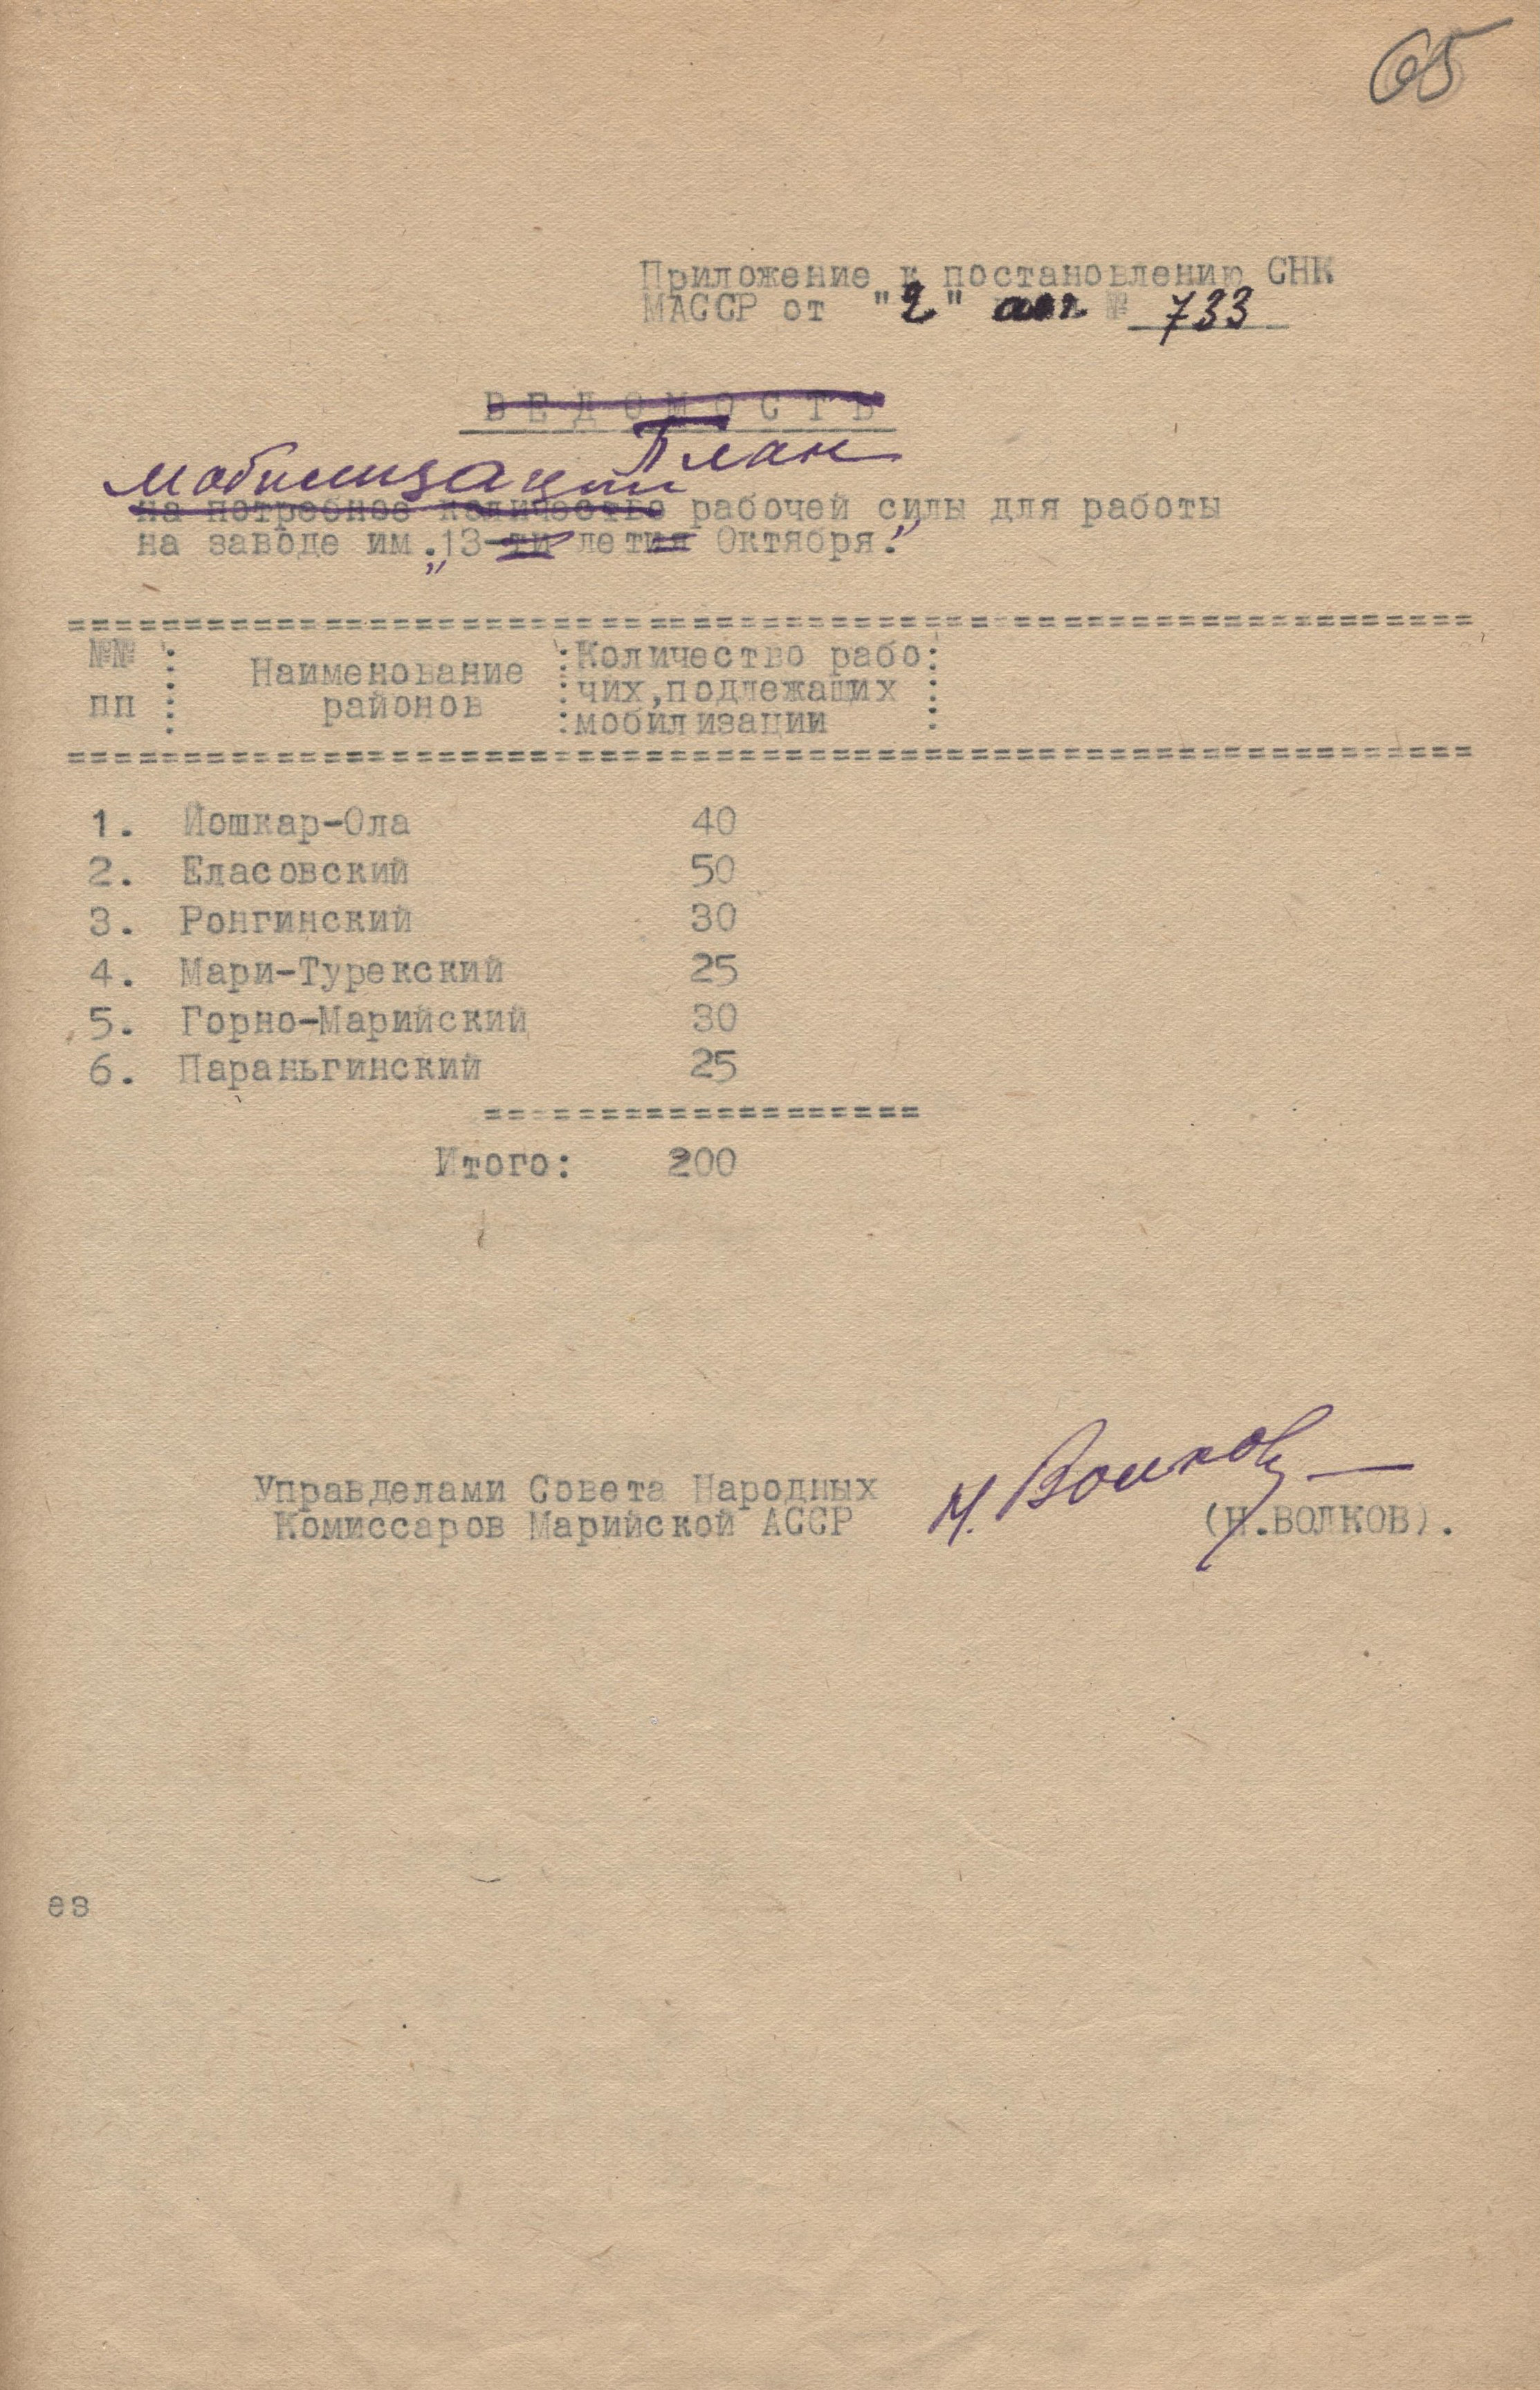 65
Приложение к постановлению СНК
МАССР от "2" авг № 733
ВЕДОМОСТЬ
План
мобилизации
на потребное количество рабочей силы для работы
на заводе им. „13-ти летия Октября."
№№ : Наименование :Количество рабо:
пп : районов :чих,подлежащих :
:мобилизации :
1. Йошкар-Ола 40
2. Еласовский 50
3. Ронгинский 30
4. Мари-Турекский 25
5. Горно-Марийский 30
6. Параньгинский 25
Итого: 200
Управделами Совета Народных
Комиссаров Марийской АССР Н. Волков (Н.ВОЛКОВ).
ез